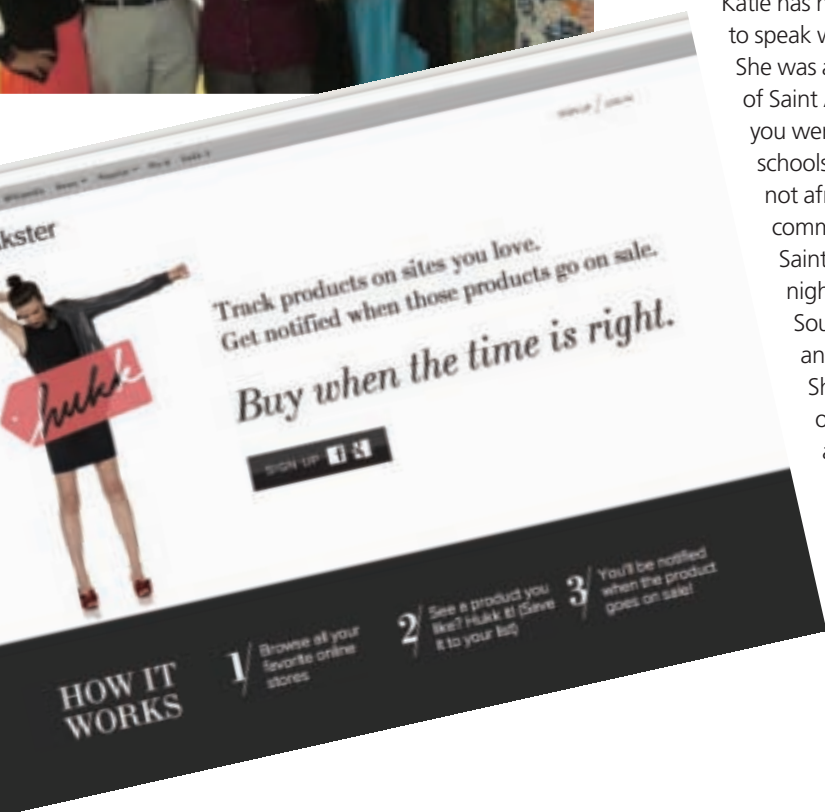 Katie has
to speak
She was a
of Saint
you wer
schools
not afr
comm
Saint
nigh
Sou
an
Sh
o
a
kster
Track products on sites you love.
Get notified when those products go on sale.
Buy when the time is right.
hukk
SIGN UP
HOW IT
WORKS
1
Browse all your
favorite online
stores
2
See a product you
like? Hukk it! (Save
it to your list)
3
You'll be notified
when the product
goes on sale!